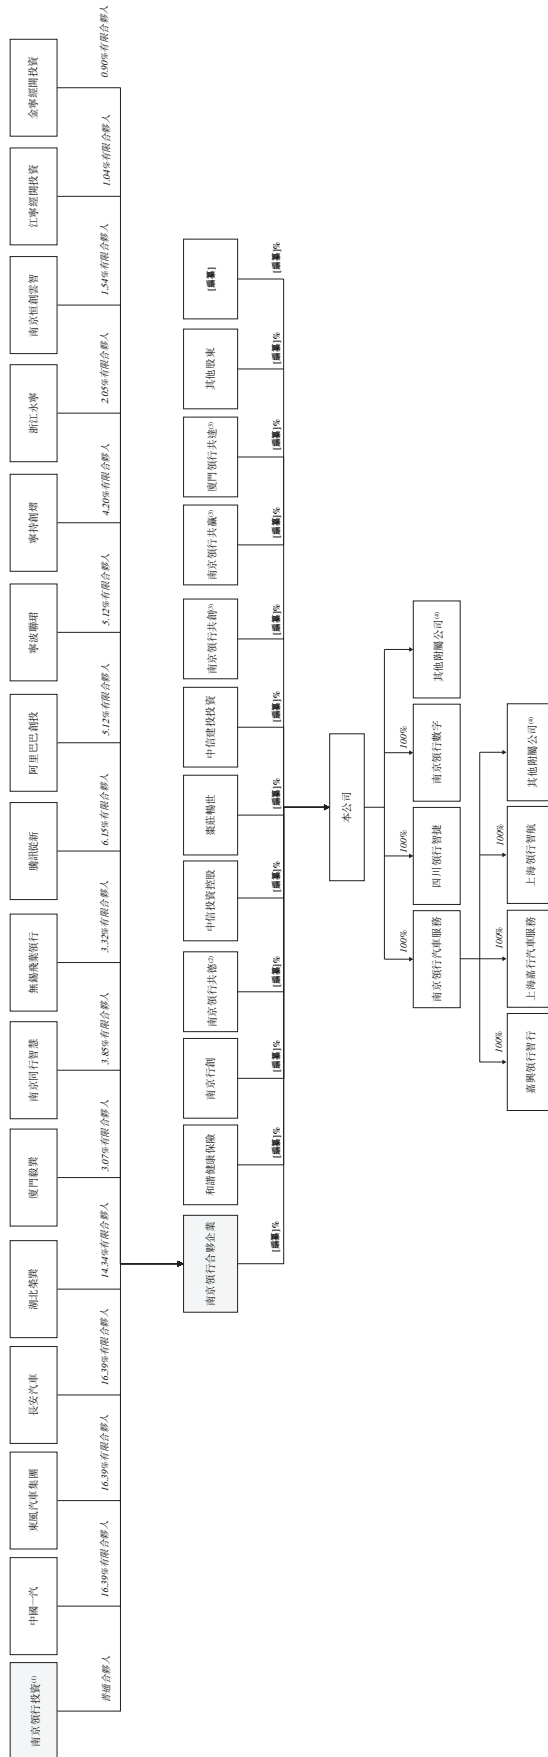 南京領行投資(1)
中國一汽
東風汽車集團
長安汽車
湖北榮巽
廈門毅巽
南京同行智慧
無錫飛葉領行
騰訊從新
阿里巴巴創投
寧波聯珺
寧持創熠
浙江永寧
南京恒創雲智
江寧經開投資
金寧經開投資
普通合夥人
16.39%有限合夥人
16.39%有限合夥人
16.39%有限合夥人
14.34%有限合夥人
3.07%有限合夥人
3.85%有限合夥人
3.32%有限合夥人
6.15%有限合夥人
5.12%有限合夥人
5.12%有限合夥人
4.20%有限合夥人
2.05%有限合夥人
1.54%有限合夥人
1.04%有限合夥人
0.90%有限合夥人
南京領行合夥企業
和諧健康保險
南京行創
南京領行共德(2)
中信投資控股
棗莊暢世
中信建投投資
南京領行共創(3)
南京領行共贏(3)
廈門領行共達(3)
其他股東
[編纂]
[編纂]%
[編纂]%
[編纂]%
[編纂]%
[編纂]%
[編纂]%
[編纂]%
[編纂]%
[編纂]%
[編纂]%
[編纂]%
[編纂]%
本公司
100%
100%
100%
南京領行汽車服務
四川領行智捷
南京領行數字
其他附屬公司(4)
100%
100%
100%
嘉興領行智行
上海嘉行汽車服務
上海領行智航
其他附屬公司(4)